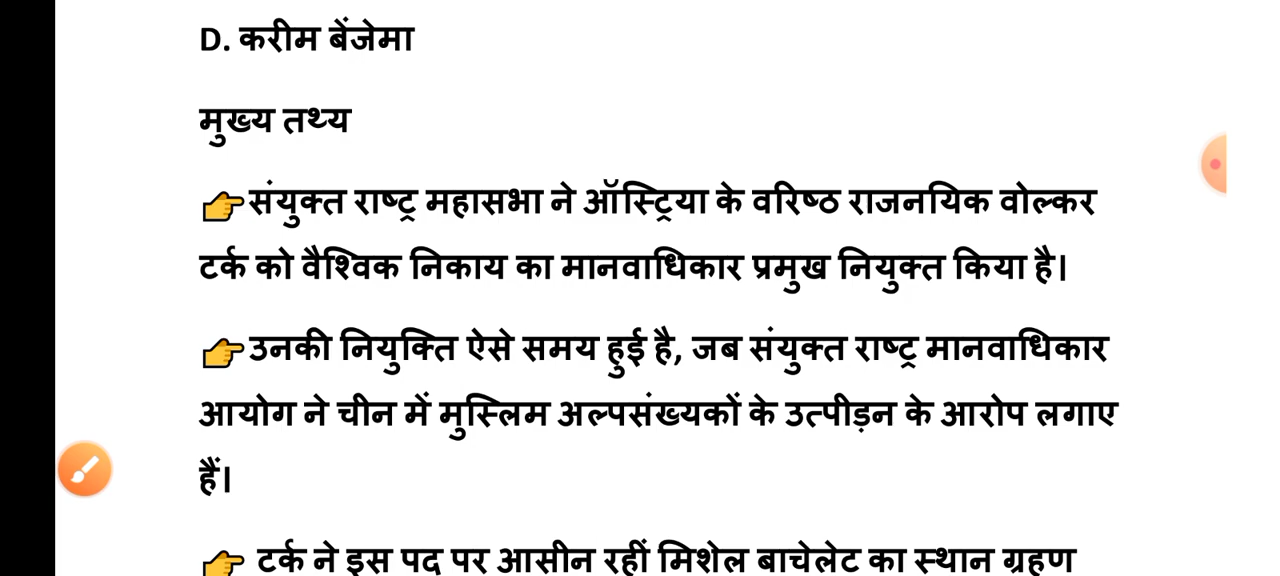 D. करीम बेंजेमा
मुख्य तथ्य
👉संयुक्त राष्ट्र महासभा ने ऑस्ट्रिया के वरिष्ठ राजनयिक वोल्कर
टर्क को वैश्विक निकाय का मानवाधिकार प्रमुख नियुक्त किया है।
👉उनकी नियुक्ति ऐसे समय हुई है, जब संयुक्त राष्ट्र मानवाधिकार
आयोग ने चीन में मुस्लिम अल्पसंख्यकों के उत्पीड़न के आरोप लगाए
हैं।
👉 टर्क ने इस पद पर आसीन रहीं मिशेल बाचेलेट का स्थान ग्रहण